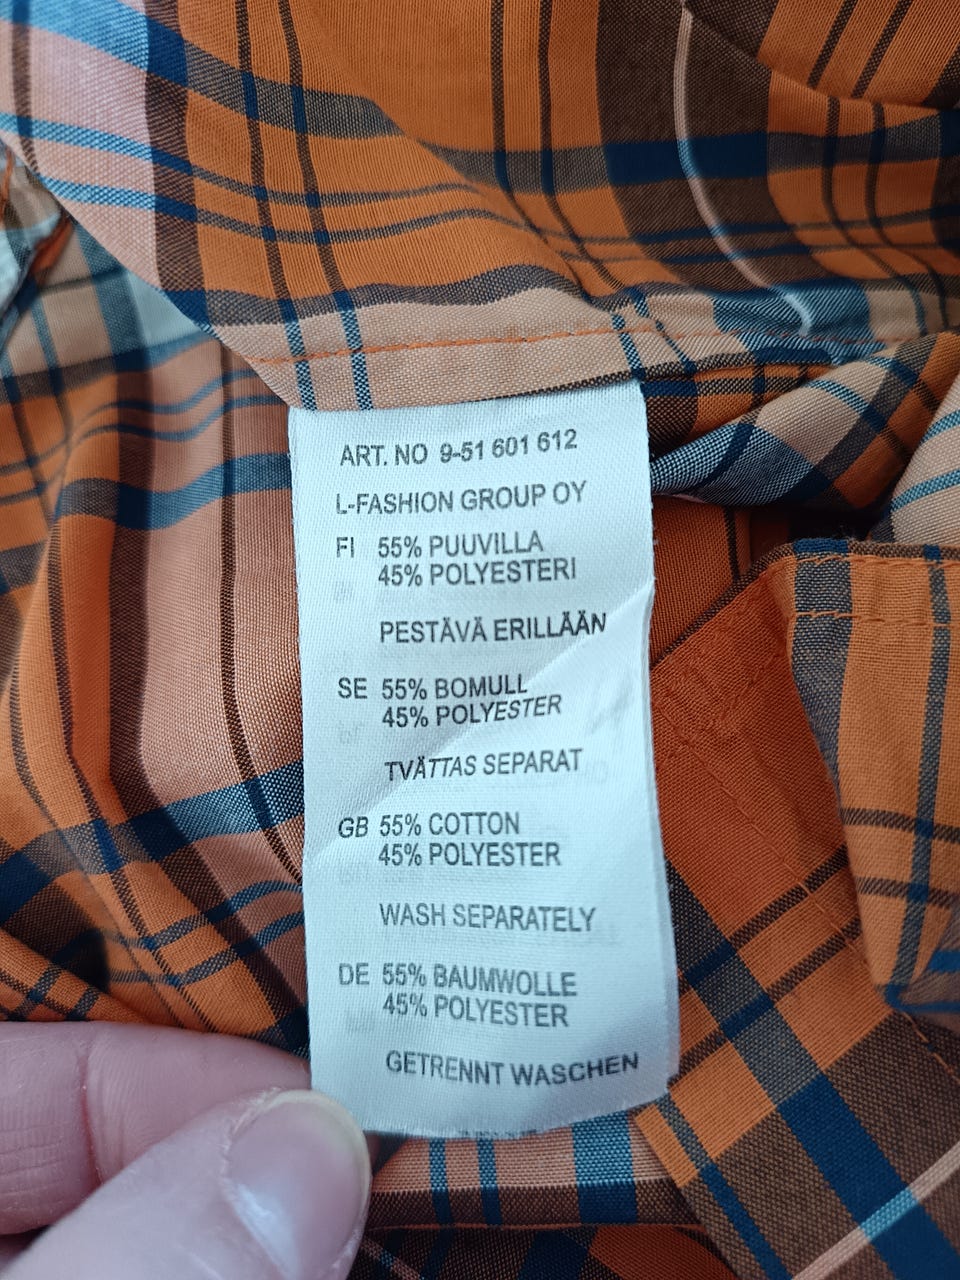 ART. NO 9-51 601 612
L-FASHION GROUP OY
FI 55% PUUVILLA
45% POLYESTERI
PESTÄVÄ ERILLÄÄN
SE 55% BOMULL
45% POLYESTER
TVÄTTAS SEPARAT
GB 55% COTTON
45% POLYESTER
WASH SEPARATELY
DE 55% BAUMWOLLE
45% POLYESTER
GETRENNT WASCHEN